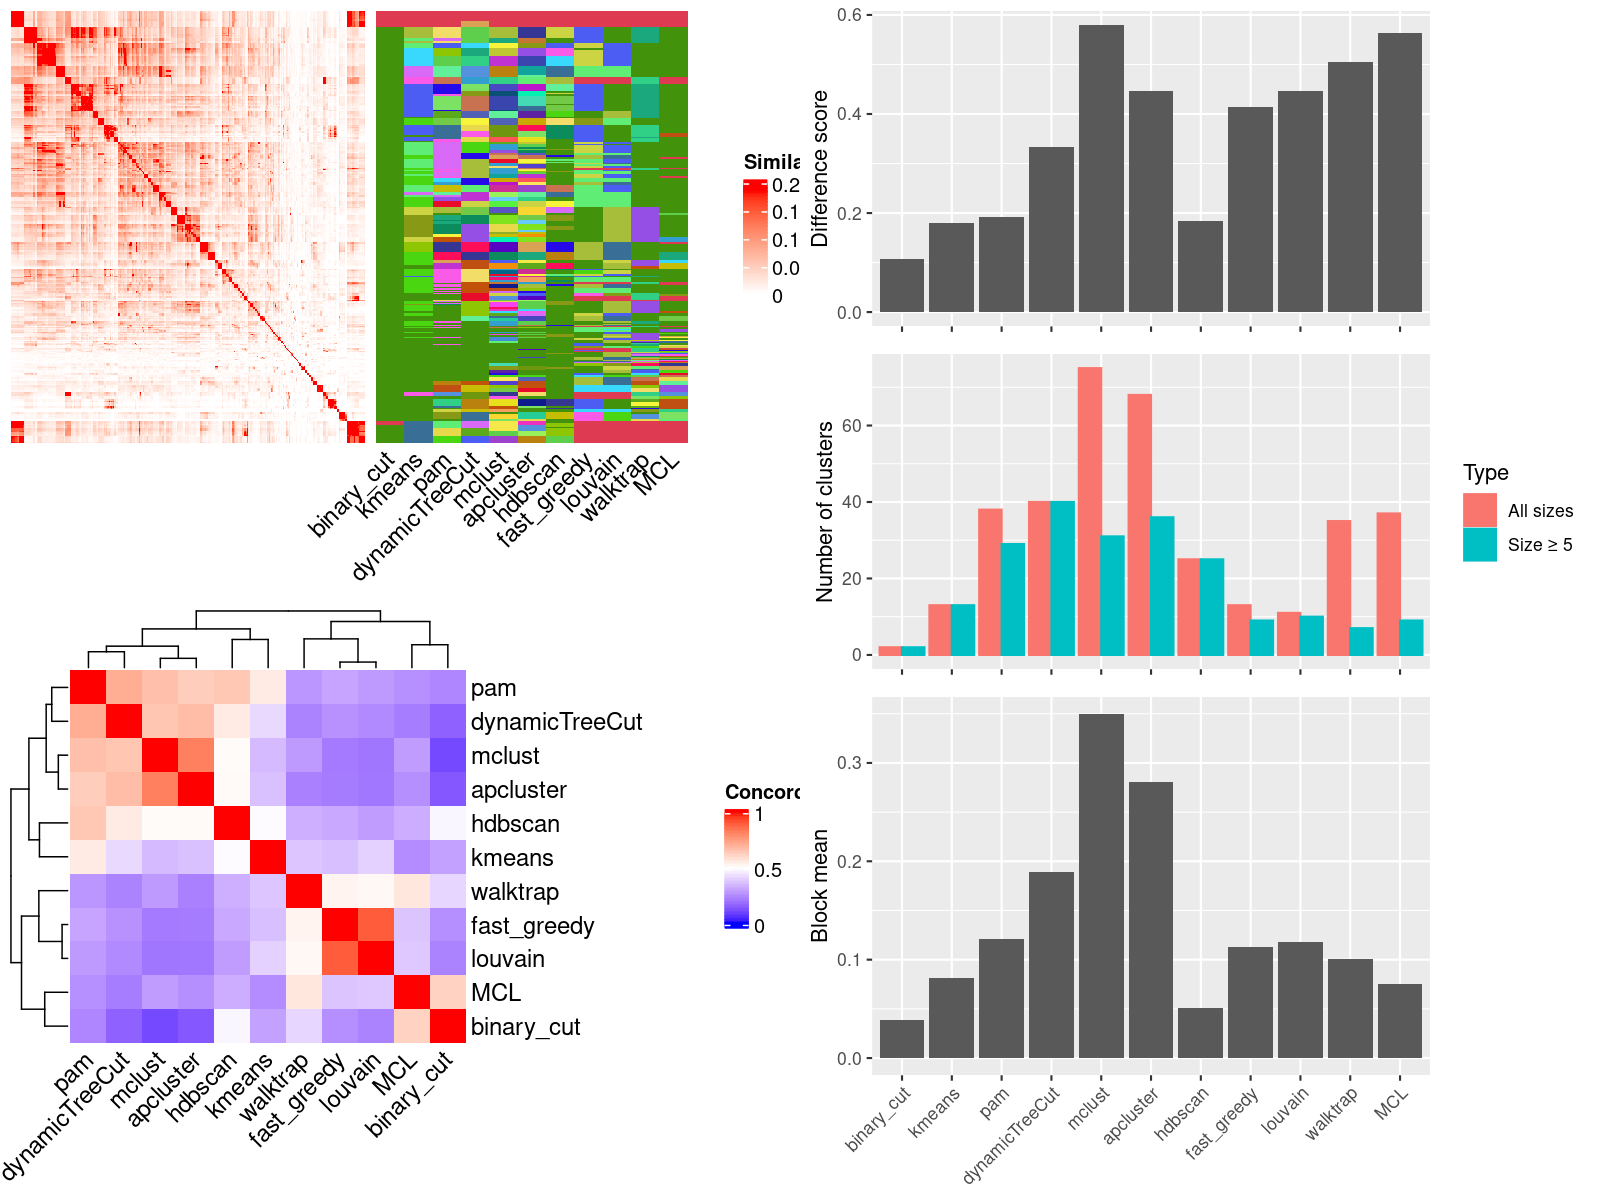 Simila
0.2
0.1
0.1
0.0
0
binary_cut
kmeans
pam
dynamicTreeCut
mclust
apcluster
hdbscan
fast_greedy
louvain
walktrap
MCL
Difference score
0.6
0.4
0.2
0.0
Number of clusters
60
40
20
0
Type
All sizes
Size ≥ 5
Block mean
0.3
0.2
0.1
0.0
binary_cut
kmeans
pam
dynamicTreeCut
mclust
apcluster
hdbscan
fast_greedy
louvain
walktrap
MCL
pam
dynamicTreeCut
mclust
apcluster
hdbscan
kmeans
walktrap
fast_greedy
louvain
MCL
binary_cut
pam
dynamicTreeCut
mclust
apcluster
hdbscan
kmeans
walktrap
fast_greedy
louvain
MCL
binary_cut
Concord
1
0.5
0